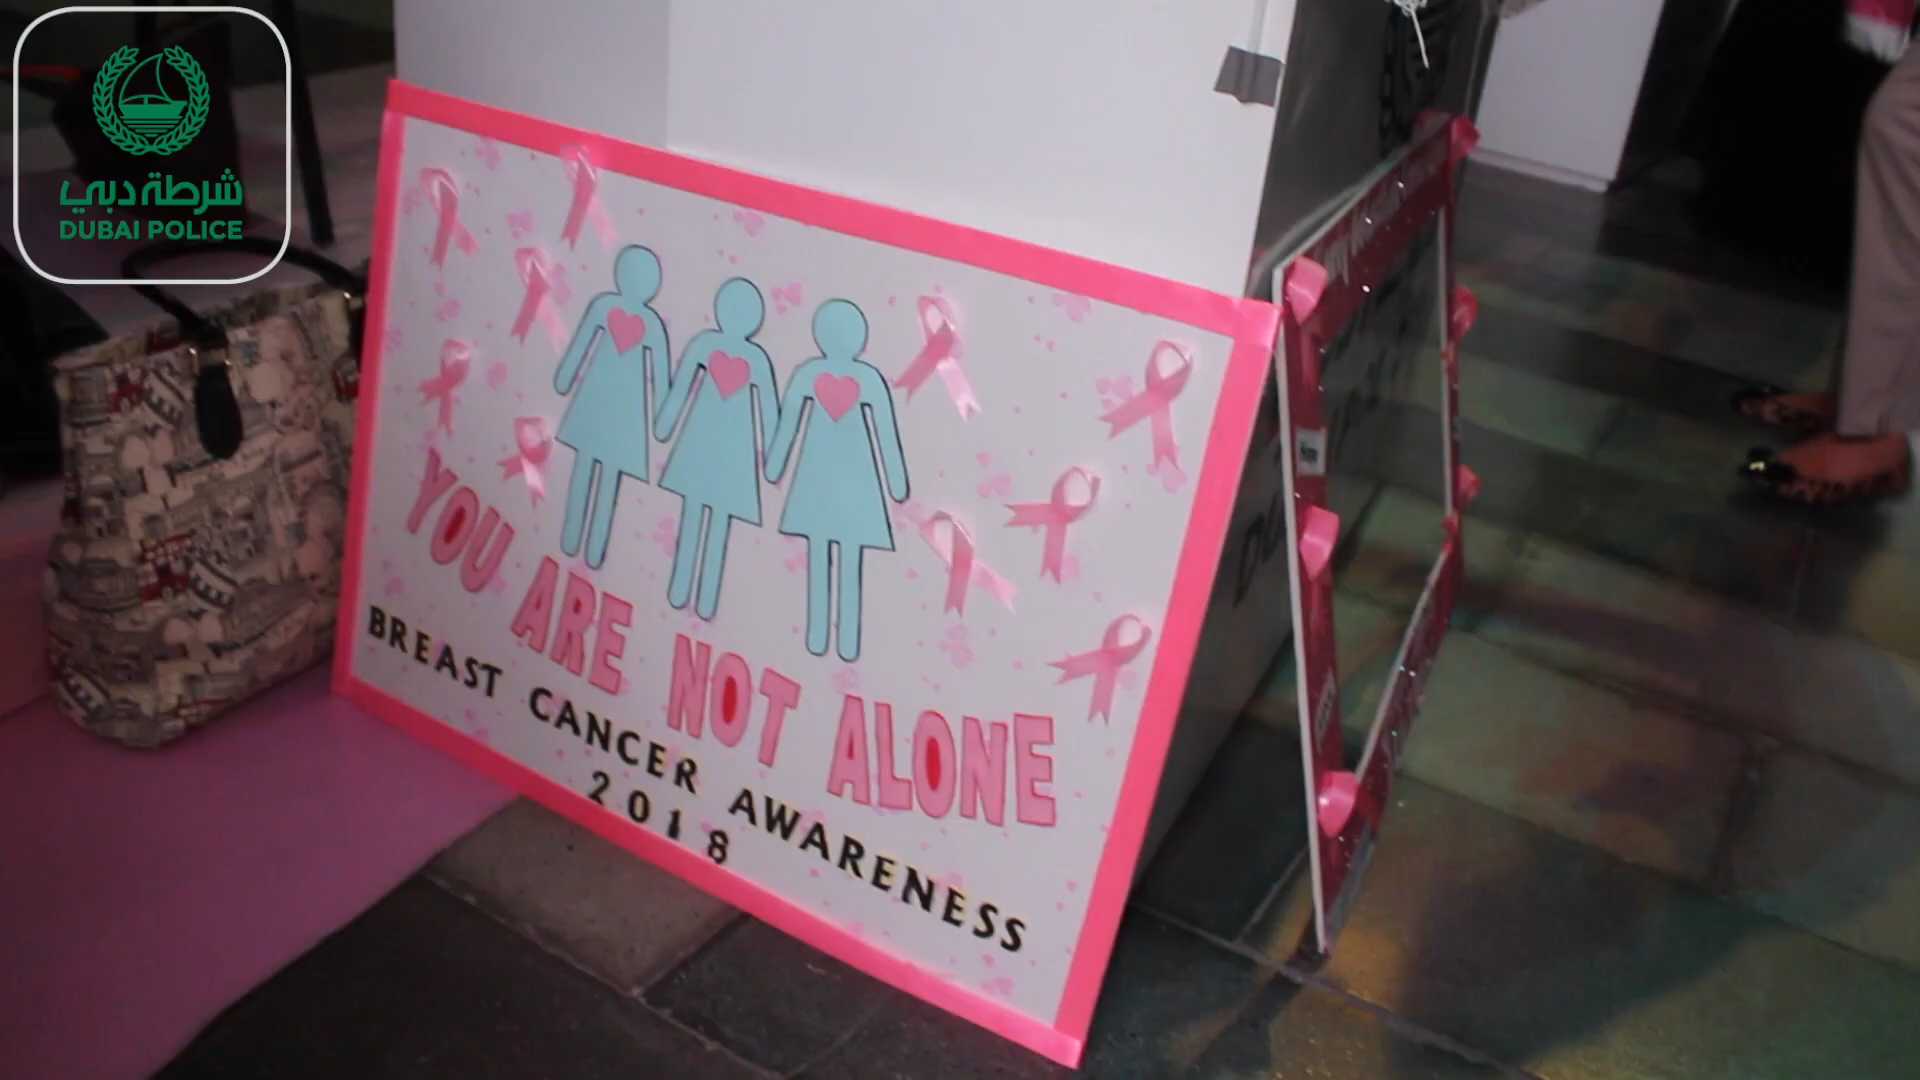 شرطة دبي
DUBAI POLICE
YOU ARE NOT ALONE
BREAST CANCER AWARENESS
2018